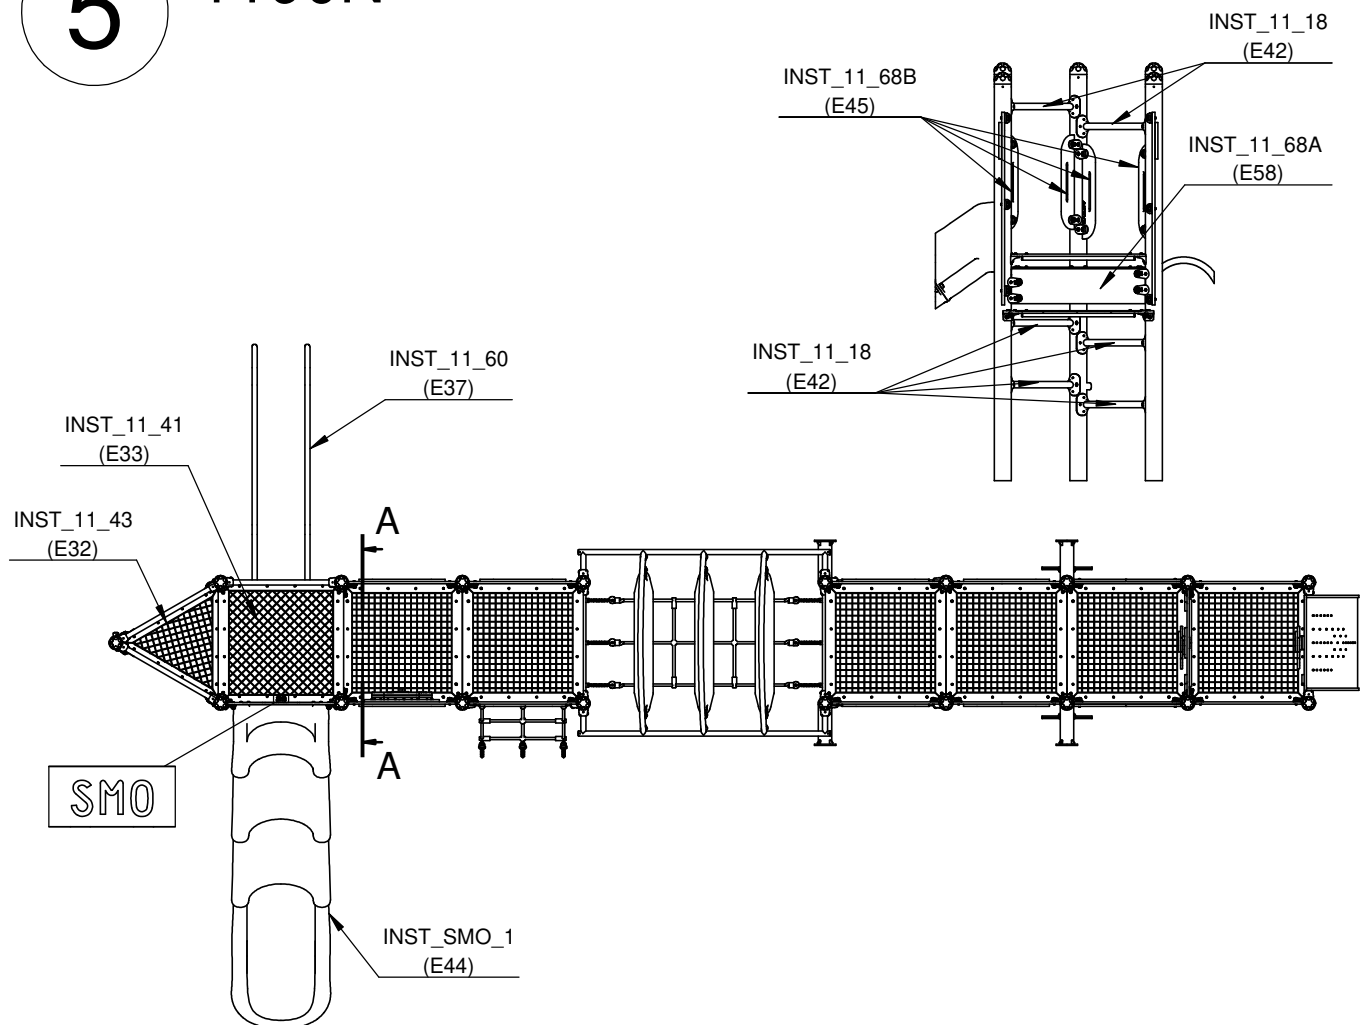 5
INST_11_18
(E42)
INST_11_68B
(E45)
INST_11_68A
(E58)
INST_11_18
(E42)
INST_11_60
(E37)
INST_11_41
(E33)
INST_11_43
(E32)
A
A
SMO
INST_SMO_1
(E44)